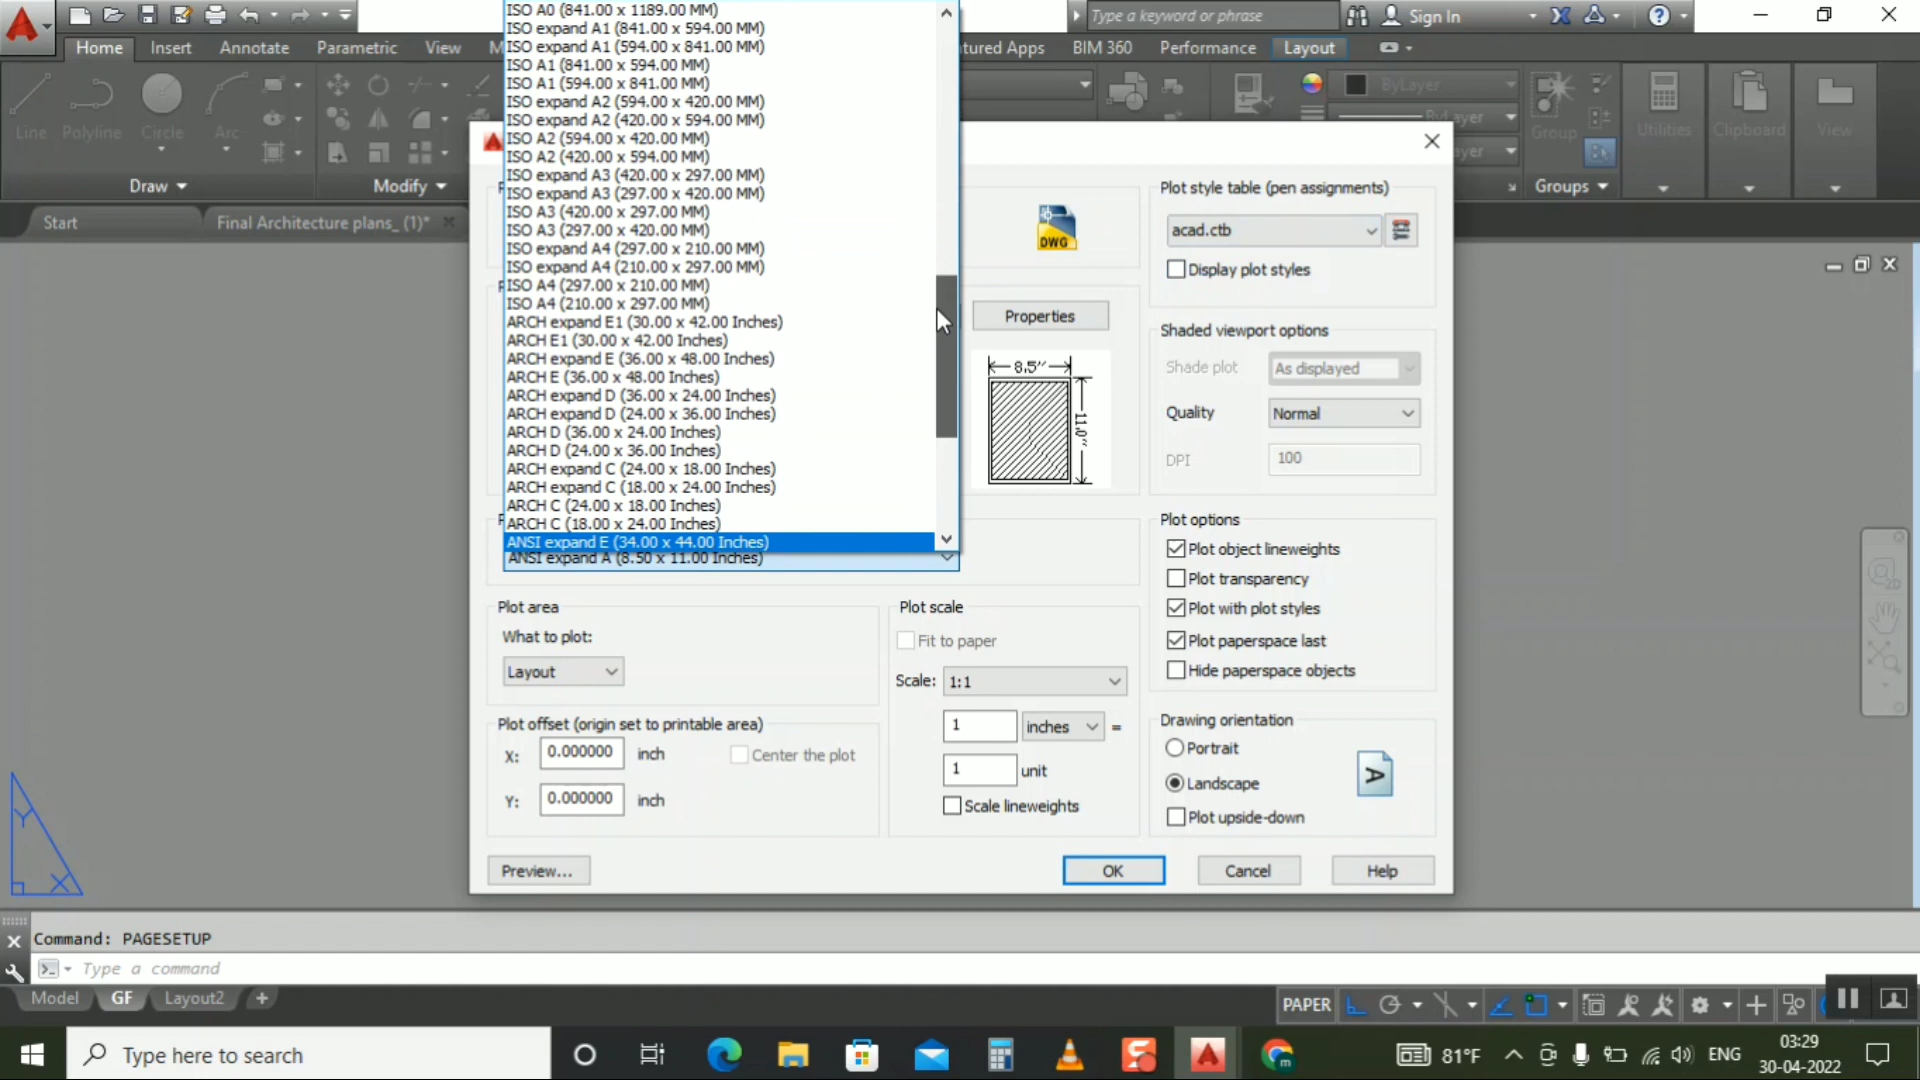 Type a keyword or phrase
Sign In
Home
Insert
Annotate
Parametric
View
M
tured Apps
BIM 360
Performance
Layout
Line
Polyline
Circle
Arc
Draw
Modify
ByLayer
ByLayer
ayer
Group
Groups
Utilities
Clipboard
View
Start
Final Architecture plans_ (1)*
ISO A0 (841.00 x 1189.00 MM)
ISO expand A1 (841.00 x 594.00 MM)
ISO expand A1 (594.00 x 841.00 MM)
ISO A1 (841.00 x 594.00 MM)
ISO A1 (594.00 x 841.00 MM)
ISO expand A2 (594.00 x 420.00 MM)
ISO expand A2 (420.00 x 594.00 MM)
ISO A2 (594.00 x 420.00 MM)
ISO A2 (420.00 x 594.00 MM)
ISO expand A3 (420.00 x 297.00 MM)
ISO expand A3 (297.00 x 420.00 MM)
ISO A3 (420.00 x 297.00 MM)
ISO A3 (297.00 x 420.00 MM)
ISO expand A4 (297.00 x 210.00 MM)
ISO expand A4 (210.00 x 297.00 MM)
ISO A4 (297.00 x 210.00 MM)
ISO A4 (210.00 x 297.00 MM)
ARCH expand E1 (30.00 x 42.00 Inches)
ARCH E1 (30.00 x 42.00 Inches)
ARCH expand E (36.00 x 48.00 Inches)
ARCH E (36.00 x 48.00 Inches)
ARCH expand D (36.00 x 24.00 Inches)
ARCH expand D (24.00 x 36.00 Inches)
ARCH D (36.00 x 24.00 Inches)
ARCH D (24.00 x 36.00 Inches)
ARCH expand C (24.00 x 18.00 Inches)
ARCH expand C (18.00 x 24.00 Inches)
ARCH C (24.00 x 18.00 Inches)
ARCH C (18.00 x 24.00 Inches)
ANSI expand E (34.00 x 44.00 Inches)
ANSI expand A (8.50 x 11.00 Inches)
DWG
Properties
8.5″
11.0″
Plot style table (pen assignments)
acad.ctb
Display plot styles
Shaded viewport options
Shade plot
As displayed
Quality
Normal
DPI
100
Plot options
Plot object lineweights
Plot transparency
Plot with plot styles
Plot paperspace last
Hide paperspace objects
Plot area
What to plot:
Layout
Plot scale
Fit to paper
Scale:
1:1
1
inches
=
1
unit
Scale lineweights
Plot offset (origin set to printable area)
X:
0.000000
inch
Center the plot
Y:
0.000000
inch
Drawing orientation
Portrait
Landscape
Plot upside-down
A
Preview...
OK
Cancel
Help
Y
X
Command: PAGESETUP
Type a command
Model
GF
Layout2
PAPER
Type here to search
81°F
ENG
03:29
30-04-2022